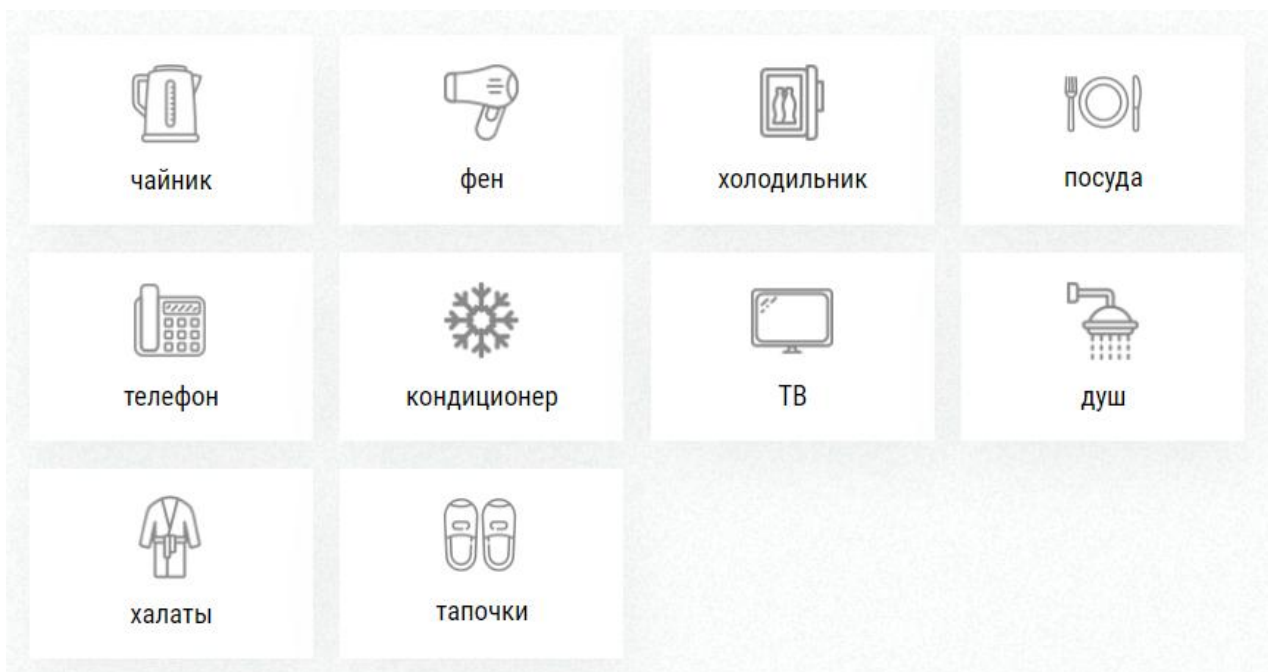 чайник
фен
холодильник
посуда
телефон
кондиционер
ТВ
душ
халаты
тапочки